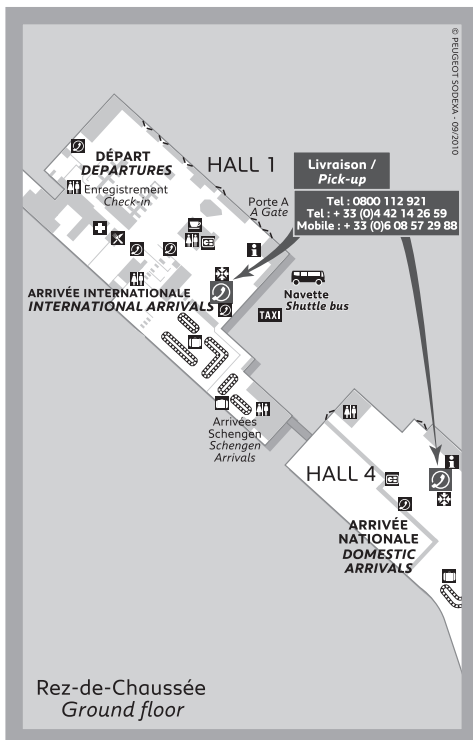 © PEUGEOT SODEXA - 09/2010
DÉPART
DEPARTURES
HALL 1
Enregistrement
Check-in
Livraison /
Pick-up
Tel : 0800 112 921
Tel : + 33 (0)4 42 14 26 59
Mobile : + 33 (0)6 08 57 29 88
Porte A
A Gate
ARRIVÉE INTERNATIONALE
INTERNATIONAL ARRIVALS
Navette
Shuttle bus
TAXI
Arrivées
Schengen
Schengen
Arrivals
HALL 4
ARRIVÉE
NATIONALE
DOMESTIC
ARRIVALS
Rez-de-Chaussée
Ground floor